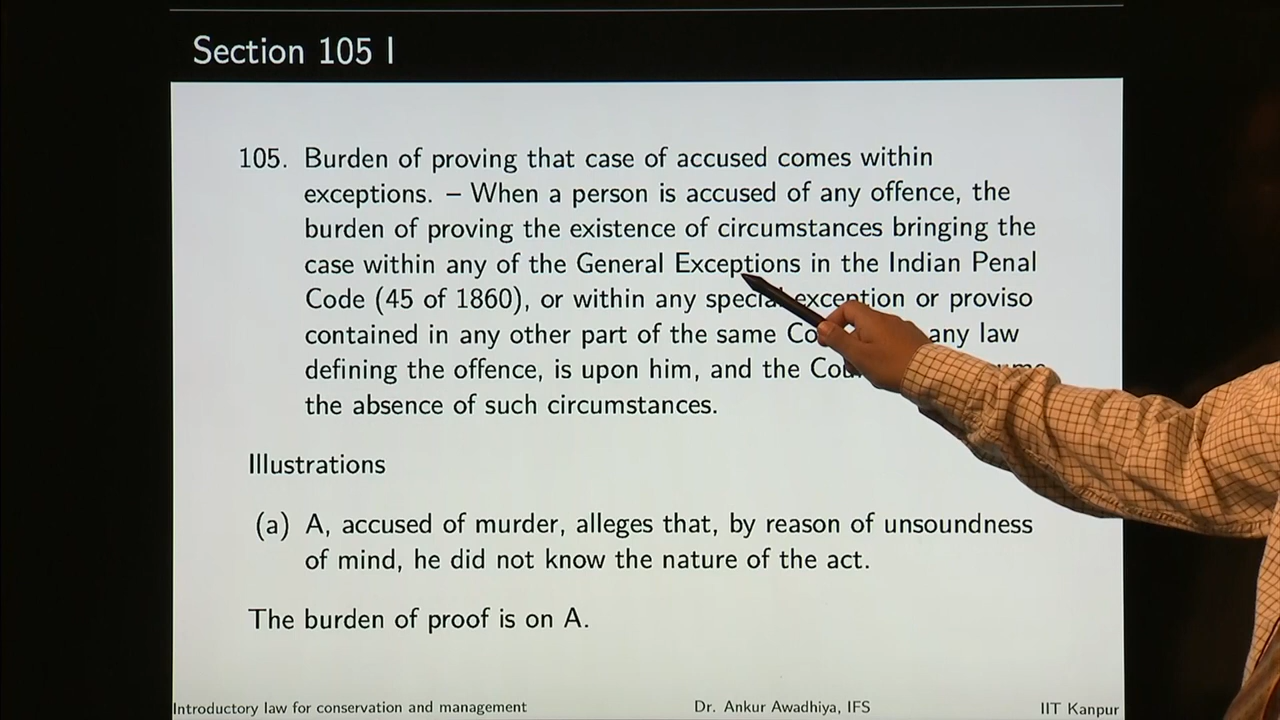 Section 105 I
105. Burden of proving that case of accused comes within
exceptions. – When a person is accused of any offence, the
burden of proving the existence of circumstances bringing the
case within any of the General Exceptions in the Indian Penal
Code (45 of 1860), or within any special exception or proviso
contained in any other part of the same any law
defining the offence, is upon him, and the
the absence of such circumstances.
Illustrations
(a) A, accused of murder, alleges that, by reason of unsoundness
of mind, he did not know the nature of the act.
The burden of proof is on A.
Introductory law for conservation and management Dr. Ankur Awadhiya, IFS IIT Kanpur